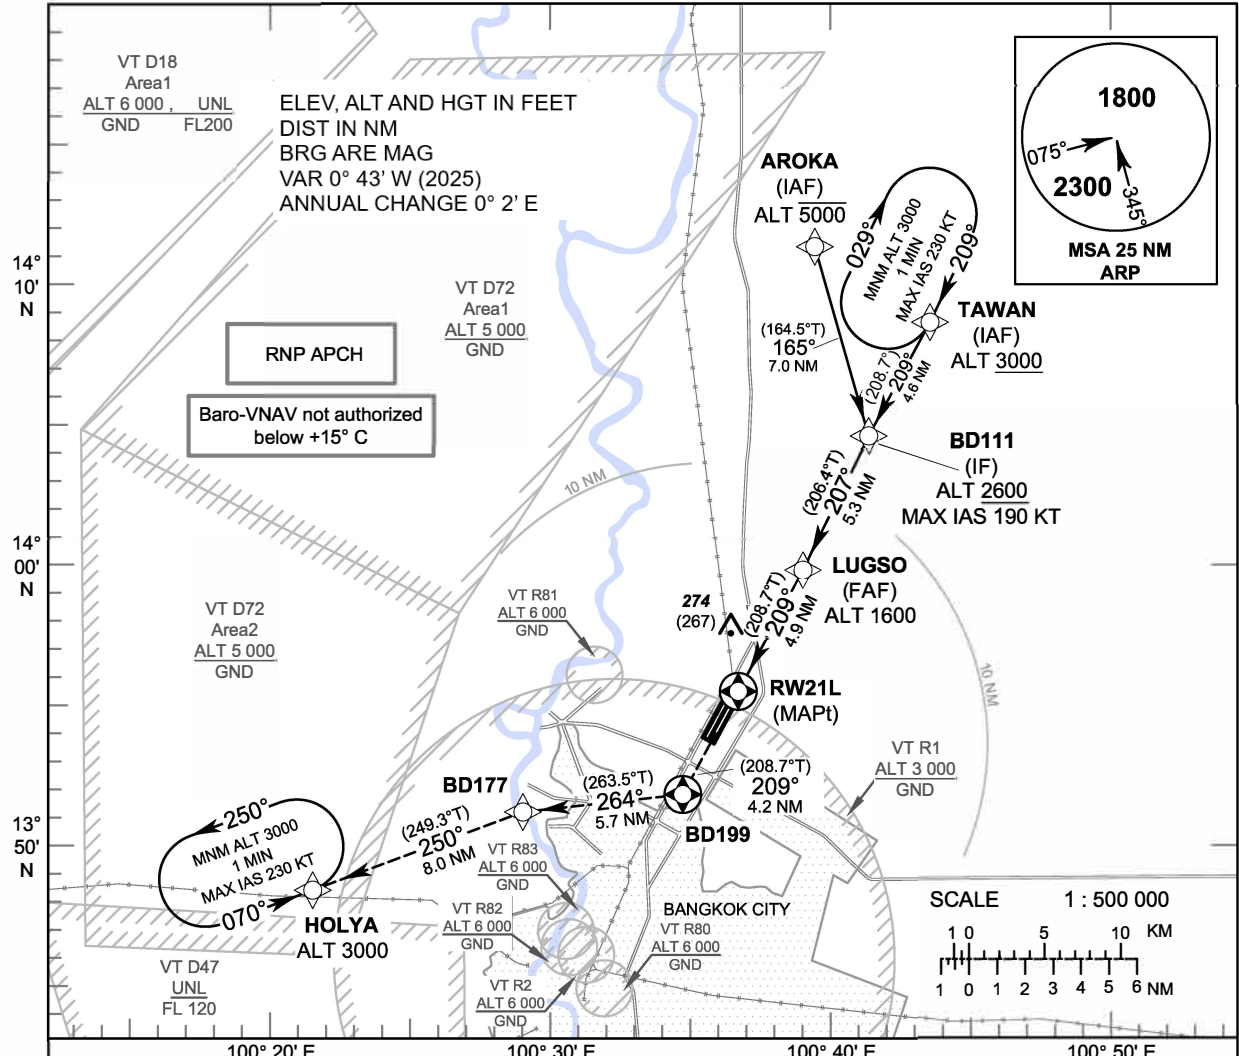 VT D18
Area1
ALT 6 000 , UNL
GND FL200
ELEV, ALT AND HGT IN FEET
DIST IN NM
BRG ARE MAG
VAR 0° 43' W (2025)
ANNUAL CHANGE 0° 2' E
1800
075°
2300
345°
MSA 25 NM
ARP
AROKA
(IAF)
ALT 5000
029°
MNM ALT 3000
1 MIN
MAX IAS 230 KT
209°
TAWAN
(IAF)
ALT 3000
14°
10'
N
VT D72
Area1
ALT 5 000
GND
(164.5°T)
165°
7.0 NM
(208.7°)
209°
4.6 NM
RNP APCH
Baro-VNAV not authorized
below +15° C
BD111
(IF)
ALT 2600
MAX IAS 190 KT
10 NM
(206.4°T)
207°
5.3 NM
14°
00'
N
LUGSO
(FAF)
ALT 1600
VT R81
ALT 6 000
GND
274
(267)
(208.7°T)
209°
4.9 NM
VT D72
Area2
ALT 5 000
GND
10 NM
RW21L
(MAPt)
VT R1
ALT 3 000
GND
(208.7°T)
209°
4.2 NM
BD177
(263.5°T)
264°
5.7 NM
BD199
(249.3°T)
250°
8.0 NM
13°
50'
N
250°
MNM ALT 3000
1 MIN
MAX IAS 230 KT
070°
HOLYA
ALT 3000
VT R83
ALT 6 000
GND
VT R82
ALT 6 000
GND
BANGKOK CITY
VT R80
ALT 6 000
GND
VT R2
ALT 6 000
GND
VT D47
UNL
FL 120
SCALE 1 : 500 000
1 0 5 10 KM
1 0 1 2 3 4 5 6 NM
100° 20' E
100° 30' E
100° 40' E
100° 50' E